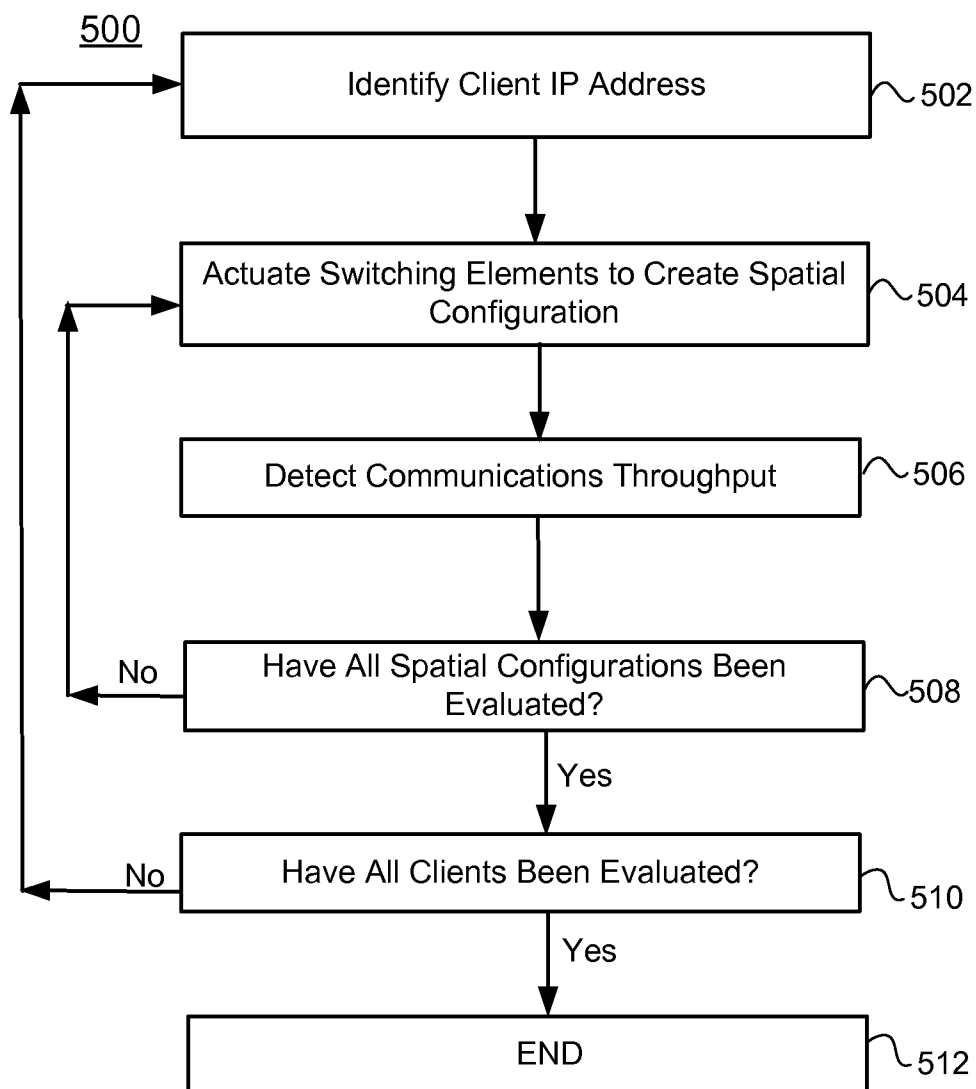 500
Identify Client IP Address
502
Actuate Switching Elements to Create Spatial
Configuration
504
Detect Communications Throughput
506
No
Have All Spatial Configurations Been
Evaluated?
508
Yes
No
Have All Clients Been Evaluated?
510
Yes
END
512